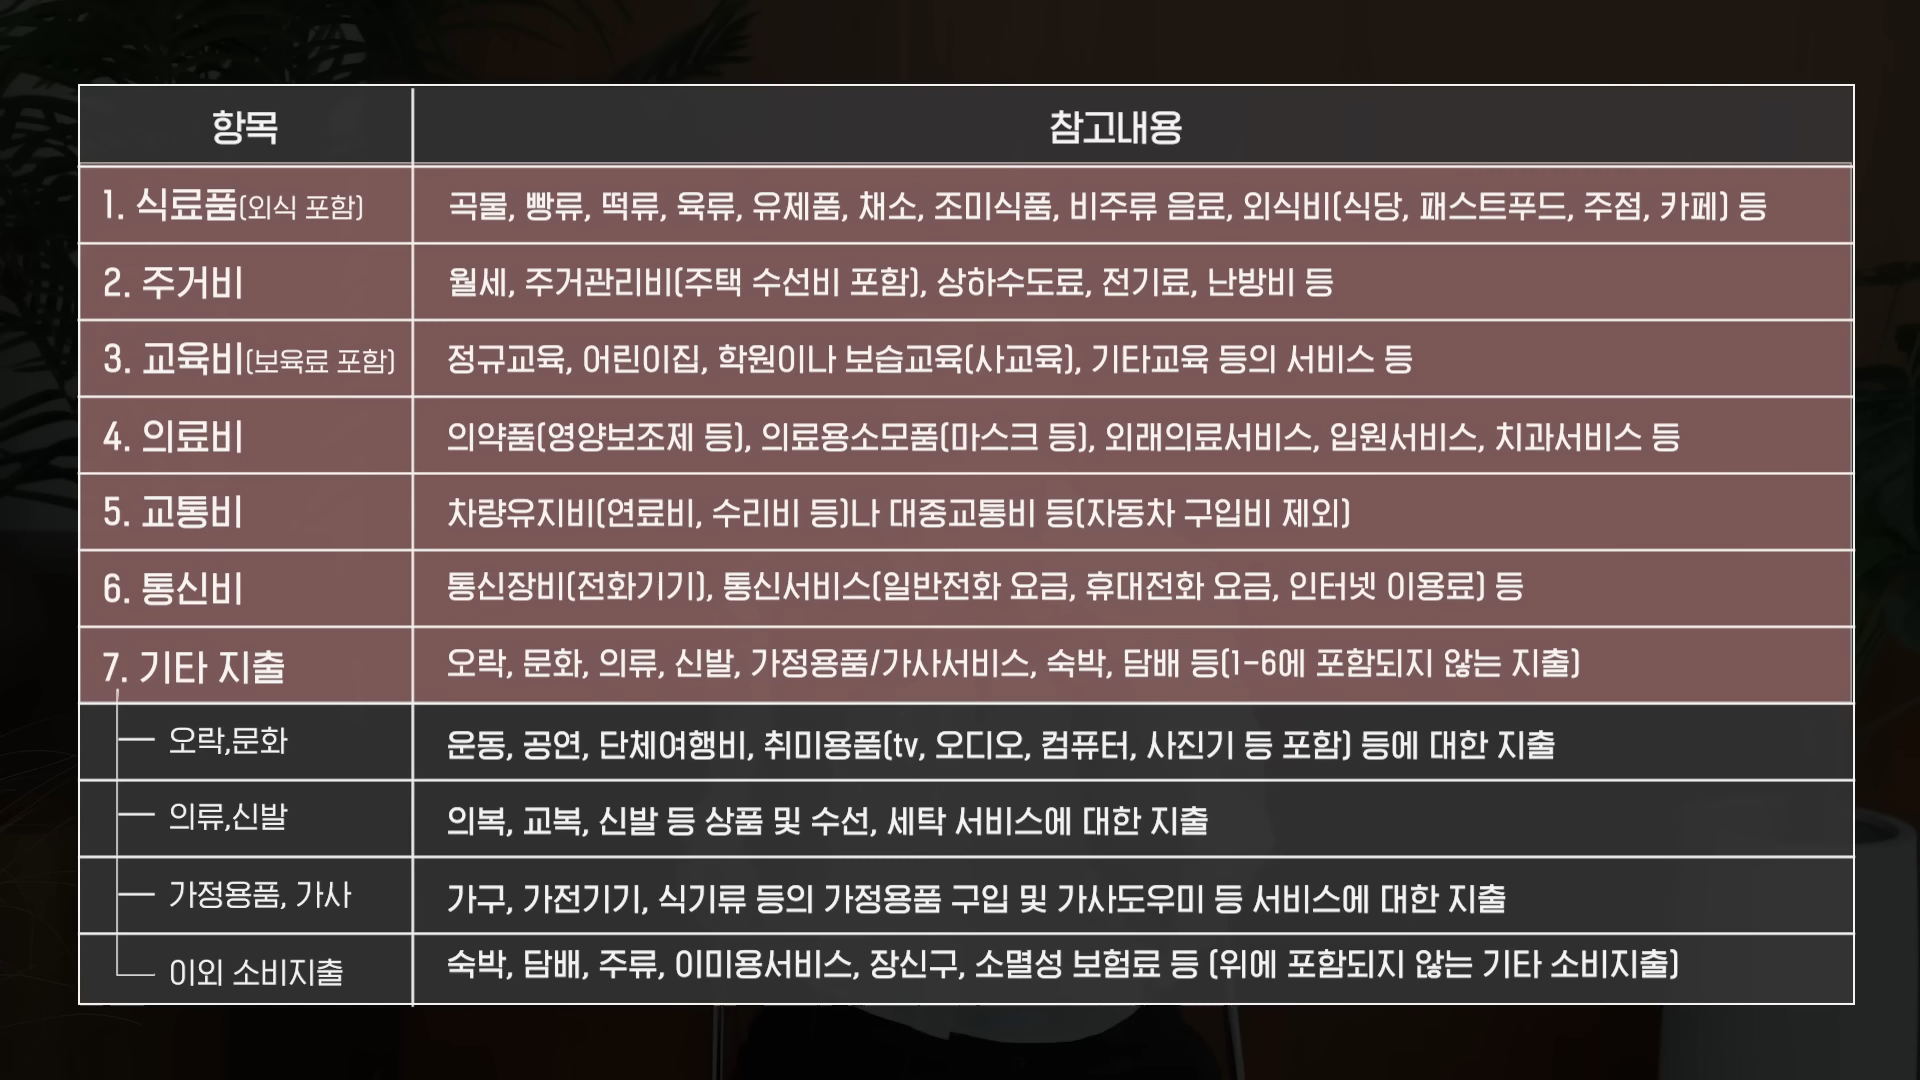 항목 참고내용
1. 식료품(외식 포함) 곡물, 빵류, 떡류, 육류, 유제품, 채소, 조미식품, 비주류 음료, 외식비(식당, 패스트푸드, 주점, 카페) 등
2. 주거비 월세, 주거관리비(주택 수선비 포함), 상하수도료, 전기료, 난방비 등
3. 교육비(보육료 포함) 정규교육, 어린이집, 학원이나 보습교육(사교육), 기타교육 등의 서비스 등
4. 의료비 의약품(영양보조제 등), 의료용소모품(마스크 등), 외래의료서비스, 입원서비스, 치과서비스 등
5. 교통비 차량유지비(연료비, 수리비 등)나 대중교통비 등(자동차 구입비 제외)
6. 통신비 통신장비(전화기기), 통신서비스(일반전화 요금, 휴대전화 요금, 인터넷 이용료) 등
7. 기타 지출 오락, 문화, 의류, 신발, 가정용품/가사서비스, 숙박, 담배 등(1-6에 포함되지 않는 지출)
오락,문화 운동, 공연, 단체여행비, 취미용품(tv, 오디오, 컴퓨터, 사진기 등 포함) 등에 대한 지출
의류,신발 의복, 교복, 신발 등 상품 및 수선, 세탁 서비스에 대한 지출
가정용품, 가사 가구, 가전기기, 식기류 등의 가정용품 구입 및 가사도우미 등 서비스에 대한 지출
이외 소비지출 숙박, 담배, 주류, 이미용서비스, 장신구, 소멸성 보험료 등 (위에 포함되지 않는 기타 소비지출)